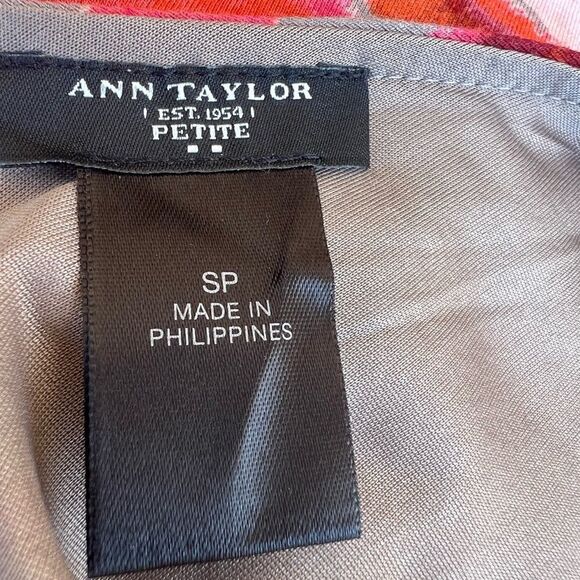 ANN TAYLOR
EST. 1954
PETITE
SP
MADE IN
PHILIPPINES